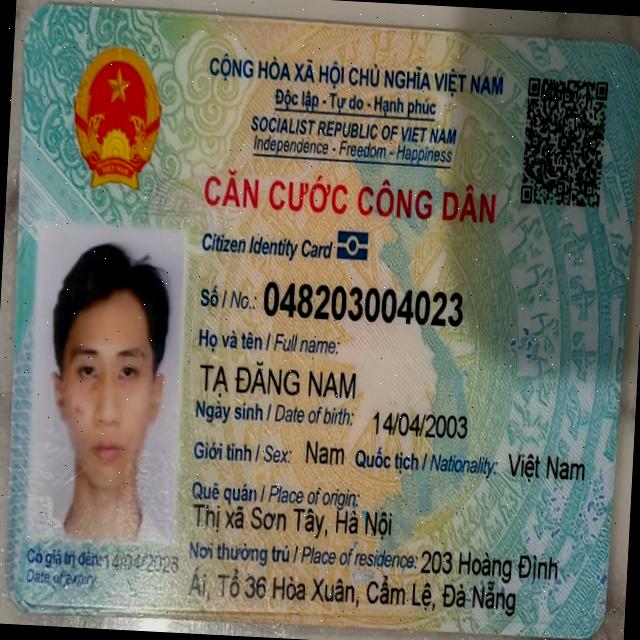 CỘNG HÒA XÃ HỘI CHỦ NGHĨA VIỆT NAM
Độc lập - Tự do - Hạnh phúc
SOCIALIST REPUBLIC OF VIET NAM
Independence - Freedom - Happiness
CĂN CƯỚC CÔNG DÂN
Citizen Identity Card
Số / No.: 048203004023
Họ và tên / Full name:
TẠ ĐĂNG NAM
Ngày sinh / Date of birth: 14/04/2003
Giới tính / Sex: Nam Quốc tịch / Nationality: Việt Nam
Quê quán / Place of origin:
Thị xã Sơn Tây, Hà Nội
Nơi thường trú / Place of residence: 203 Hoàng Đình
Ái, Tổ 36 Hòa Xuân, Cẩm Lệ, Đà Nẵng
Có giá trị đến: 14/04/2028
Date of expiry